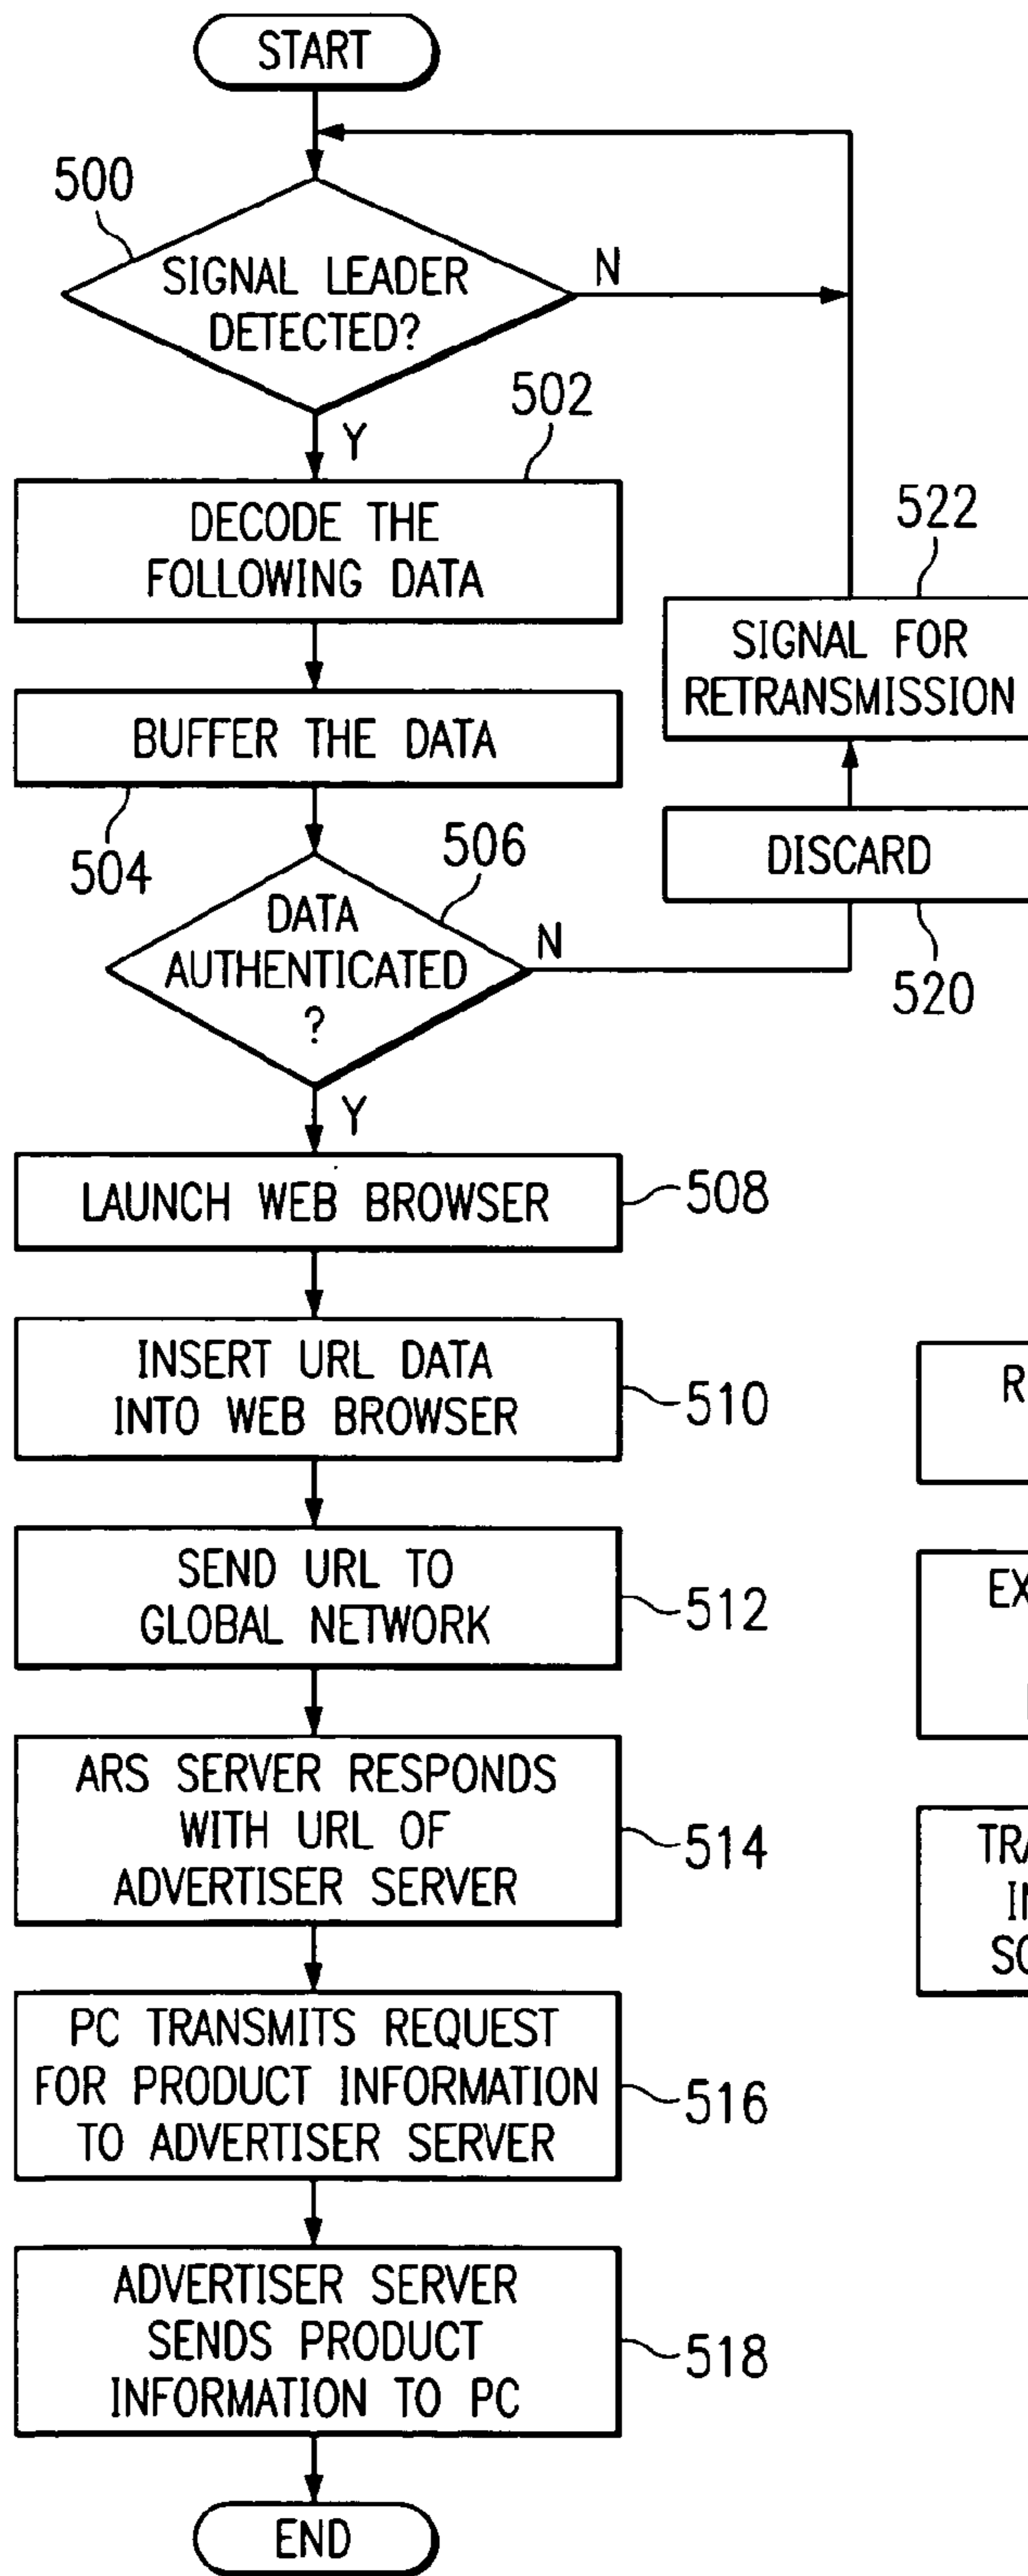 START
500
SIGNAL LEADER
DETECTED?
N
Y
502
DECODE THE
FOLLOWING DATA
522
SIGNAL FOR
RETRANSMISSION
BUFFER THE DATA
504
DISCARD
520
506
DATA
AUTHENTICATED
?
N
Y
LAUNCH WEB BROWSER
508
INSERT URL DATA
INTO WEB BROWSER
510
SEND URL TO
GLOBAL NETWORK
512
ARS SERVER RESPONDS
WITH URL OF
ADVERTISER SERVER
514
PC TRANSMITS REQUEST
FOR PRODUCT INFORMATION
TO ADVERTISER SERVER
516
ADVERTISER SERVER
SENDS PRODUCT
INFORMATION TO PC
518
END